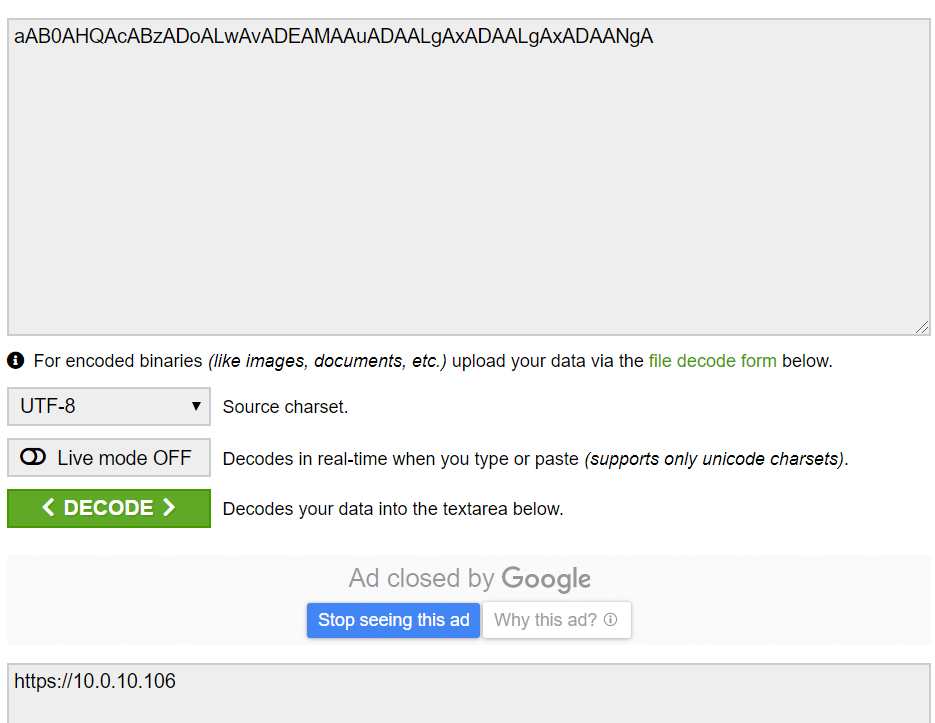 aAB0AHQAcABzADoALwAvADEAMAAuADAALgAxADAALgAxADAANgA
For encoded binaries (like images, documents, etc.) upload your data via the file decode form below.
UTF-8 Source charset.
Live mode OFF Decodes in real-time when you type or paste (supports only unicode charsets).
DECODE Decodes your data into the textarea below.
Ad closed by Google
Stop seeing this ad Why this ad?
https://10.0.10.106